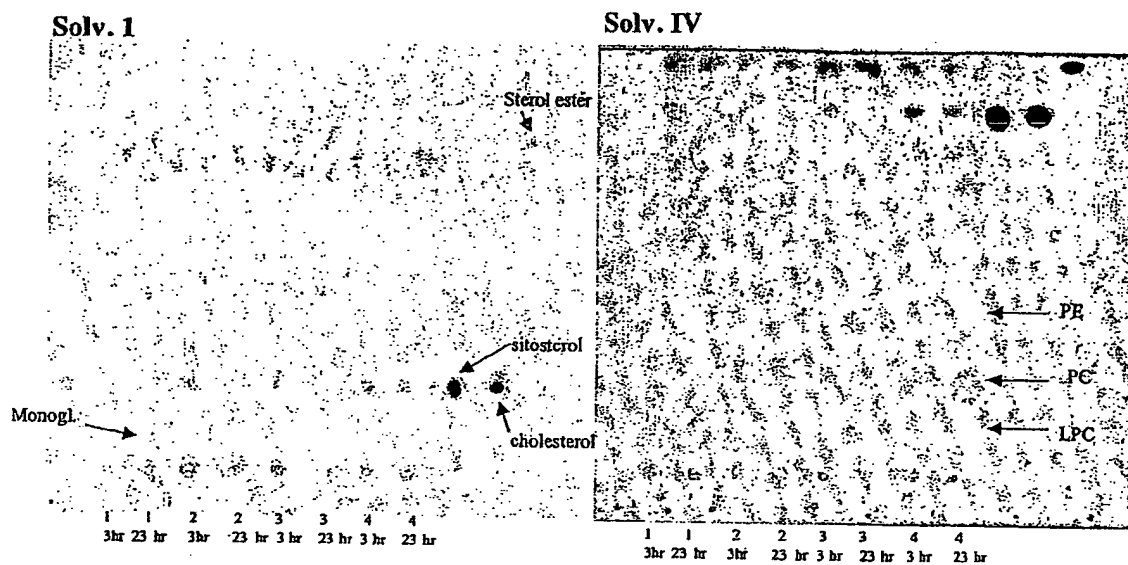 Solv. 1
Sterol ester
sitosterol
Monogl.
cholesterol
1 1 2 2 3 3 4 4
3hr 23 hr 3hr 23 hr 3 hr 23 hr 3 hr 23 hr
Solv. IV
PE
PC
LPC
1 1 2 2 3 3 4 4
3hr 23 hr 3hr 23 hr 3 hr 23 hr 3 hr 23 hr